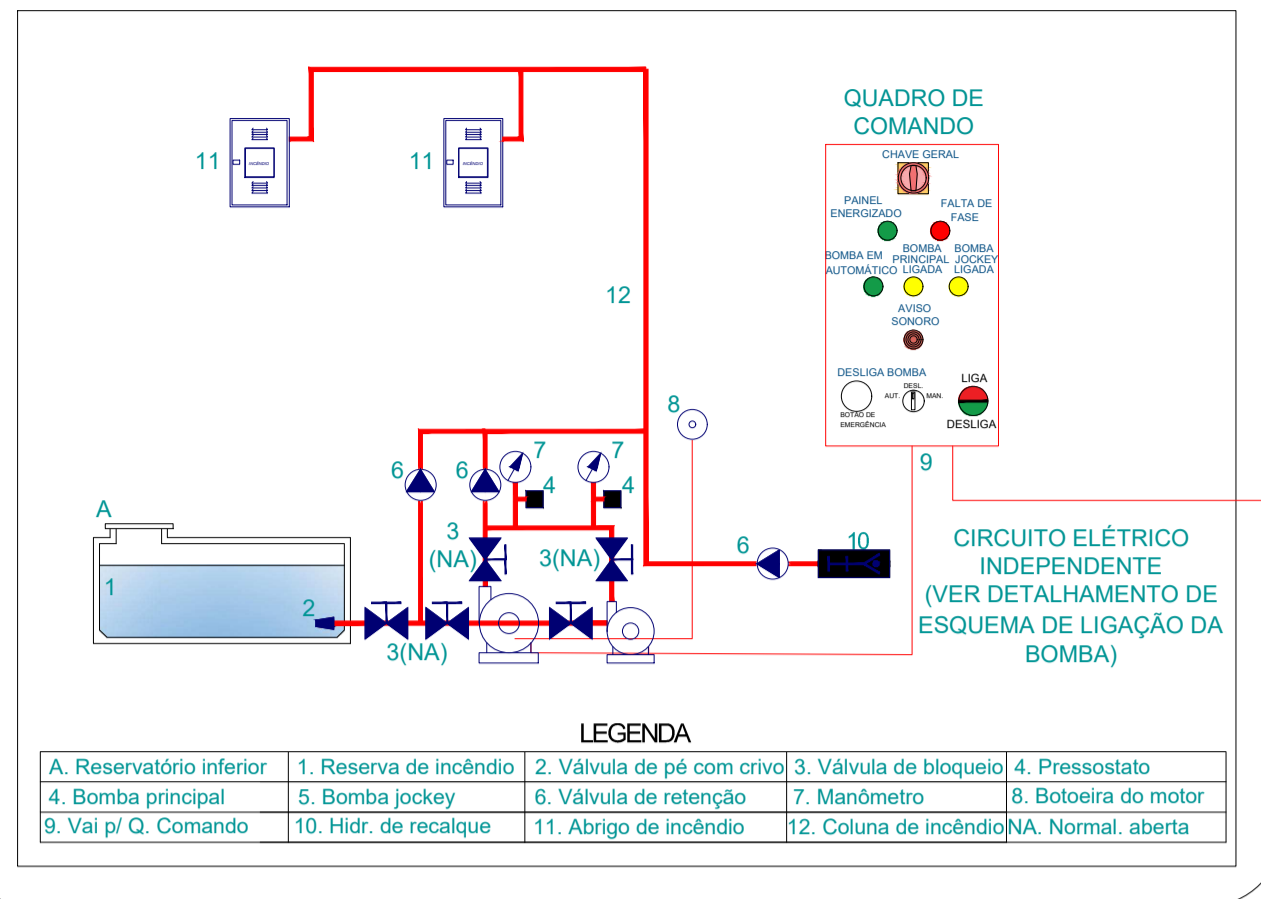 11
INCÊNDIO
11
INCÊNDIO
12
QUADRO DE
COMANDO
CHAVE GERAL
PAINEL
ENERGIZADO
FALTA DE
FASE
BOMBA EM
AUTOMÁTICO
BOMBA
PRINCIPAL
LIGADA
BOMBA
JOCKEY
LIGADA
AVISO
SONORO
DESLIGA BOMBA
BOTÃO DE
EMERGÊNCIA
DESL.
AUT.
MAN.
LIGA
DESLIGA
8
9
6
6
7
4
7
4
3
(NA)
3(NA)
6
10
A
1
2
3(NA)
CIRCUITO ELÉTRICO
INDEPENDENTE
(VER DETALHAMENTO DE
ESQUEMA DE LIGAÇÃO DA
BOMBA)
LEGENDA
A. Reservatório inferior
1. Reserva de incêndio
2. Válvula de pé com crivo
3. Válvula de bloqueio
4. Pressostato
4. Bomba principal
5. Bomba jockey
6. Válvula de retenção
7. Manômetro
8. Botoeira do motor
9. Vai p/ Q. Comando
10. Hidr. de recalque
11. Abrigo de incêndio
12. Coluna de incêndio
NA. Normal. aberta